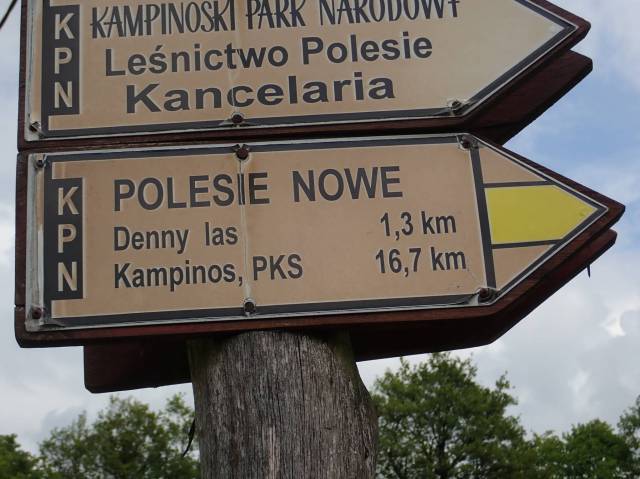 KPN
KAMPINOSKI PARK NARODOWY
Leśnictwo Polesie
Kancelaria
KPN
POLESIE NOWE
Denny las 1,3 km
Kampinos, PKS 16,7 km